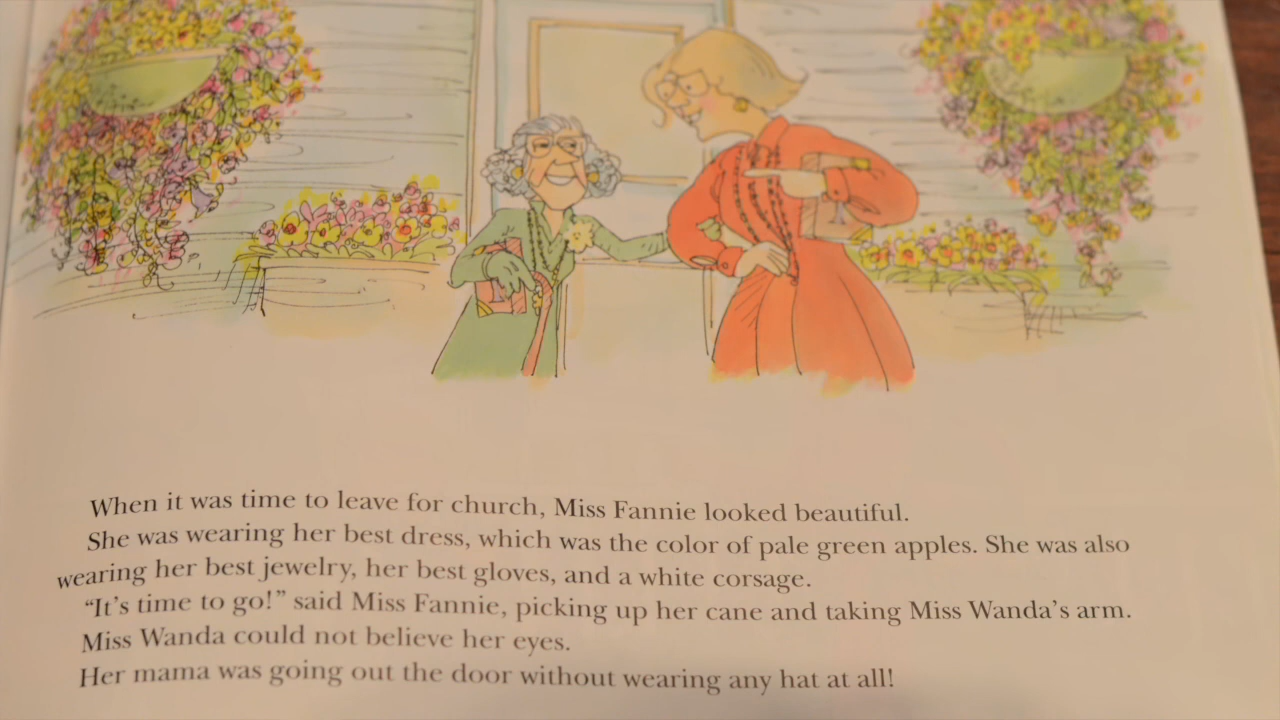 When it was time to leave for church, Miss Fannie looked beautiful.
She was wearing her best dress, which was the color of pale green apples. She was also
wearing her best jewelry, her best gloves, and a white corsage.
“It’s time to go!” said Miss Fannie, picking up her cane and taking Miss Wanda’s arm.
Miss Wanda could not believe her eyes.
Her mama was going out the door without wearing any hat at all!